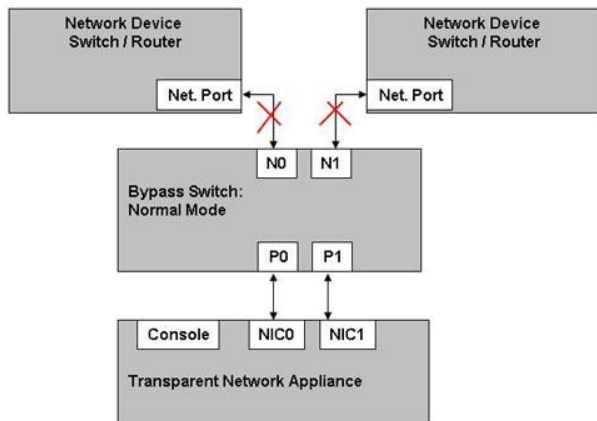 Network Device
Switch / Router
Network Device
Switch / Router
Net. Port
Net. Port
N0
N1
Bypass Switch:
Normal Mode
P0
P1
Console
NIC0
NIC1
Transparent Network Appliance